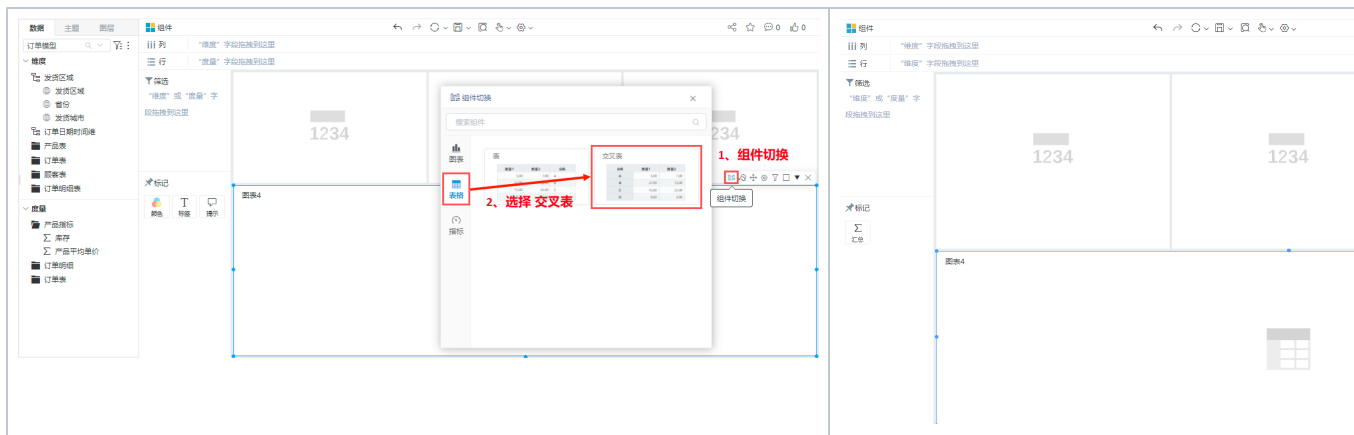 数据 主题 图层
组件
0 0
订单模型
列 "维度" 字段拖拽到这里
行 "度量" 字段拖拽到这里
维度
发货区域
发货区域
省份
发货城市
订单日期时间维
产品表
订单表
顾客表
订单明细表
度量
产品指标
库存
产品平均单价
订单明细
订单表
筛选
"维度" 或 "度量" 字
段拖拽到这里
标记
颜色 标签 提示
1234
234
图表4
组件切换
搜索组件
图表
表格
指标
表
交叉表
1、组件切换
2、选择 交叉表
组件切换
组件
列 "维度" 字段拖拽到这里
行 "维度" 字段拖拽到这里
筛选
"维度" 或 "度量" 字
段拖拽到这里
标记
汇总
1234
1234
图表4